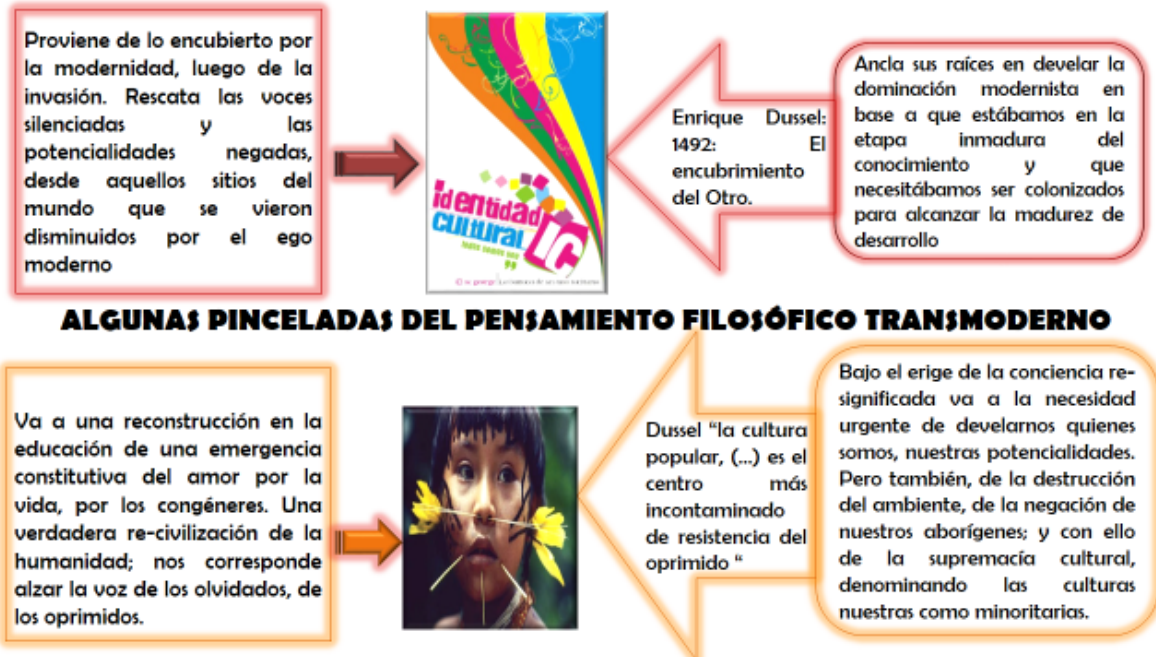 Proviene de lo encubierto por
la modernidad, luego de la
invasión. Rescata las voces
silenciadas y las
potencialidades negadas,
desde aquellos sitios del
mundo que se vieron
disminuidos por el ego
moderno
identidad
cultural
IC
Enrique Dussel:
1492: El
encubrimiento
del Otro.
Ancla sus raíces en develar la
dominación modernista en
base a que estábamos en la
etapa inmadura del
conocimiento y que
necesitábamos ser colonizados
para alcanzar la madurez de
desarrollo
ALGUNAS PINCELADAS DEL PENSAMIENTO FILOSÓFICO TRANSMODERNO
Va a una reconstrucción en la
educación de una emergencia
constitutiva del amor por la
vida, por los congéneres. Una
verdadera re-civilización de la
humanidad; nos corresponde
alzar la voz de los olvidados, de
los oprimidos.
Dussel “la cultura
popular, (...) es el
centro más
incontaminado
de resistencia del
oprimido “
Bajo el erige de la conciencia re-
significada va a la necesidad
urgente de develarnos quienes
somos, nuestras potencialidades.
Pero también, de la destrucción
del ambiente, de la negación de
nuestros aborígenes; y con ello
de la supremacía cultural,
denominando las culturas
nuestras como minoritarias.